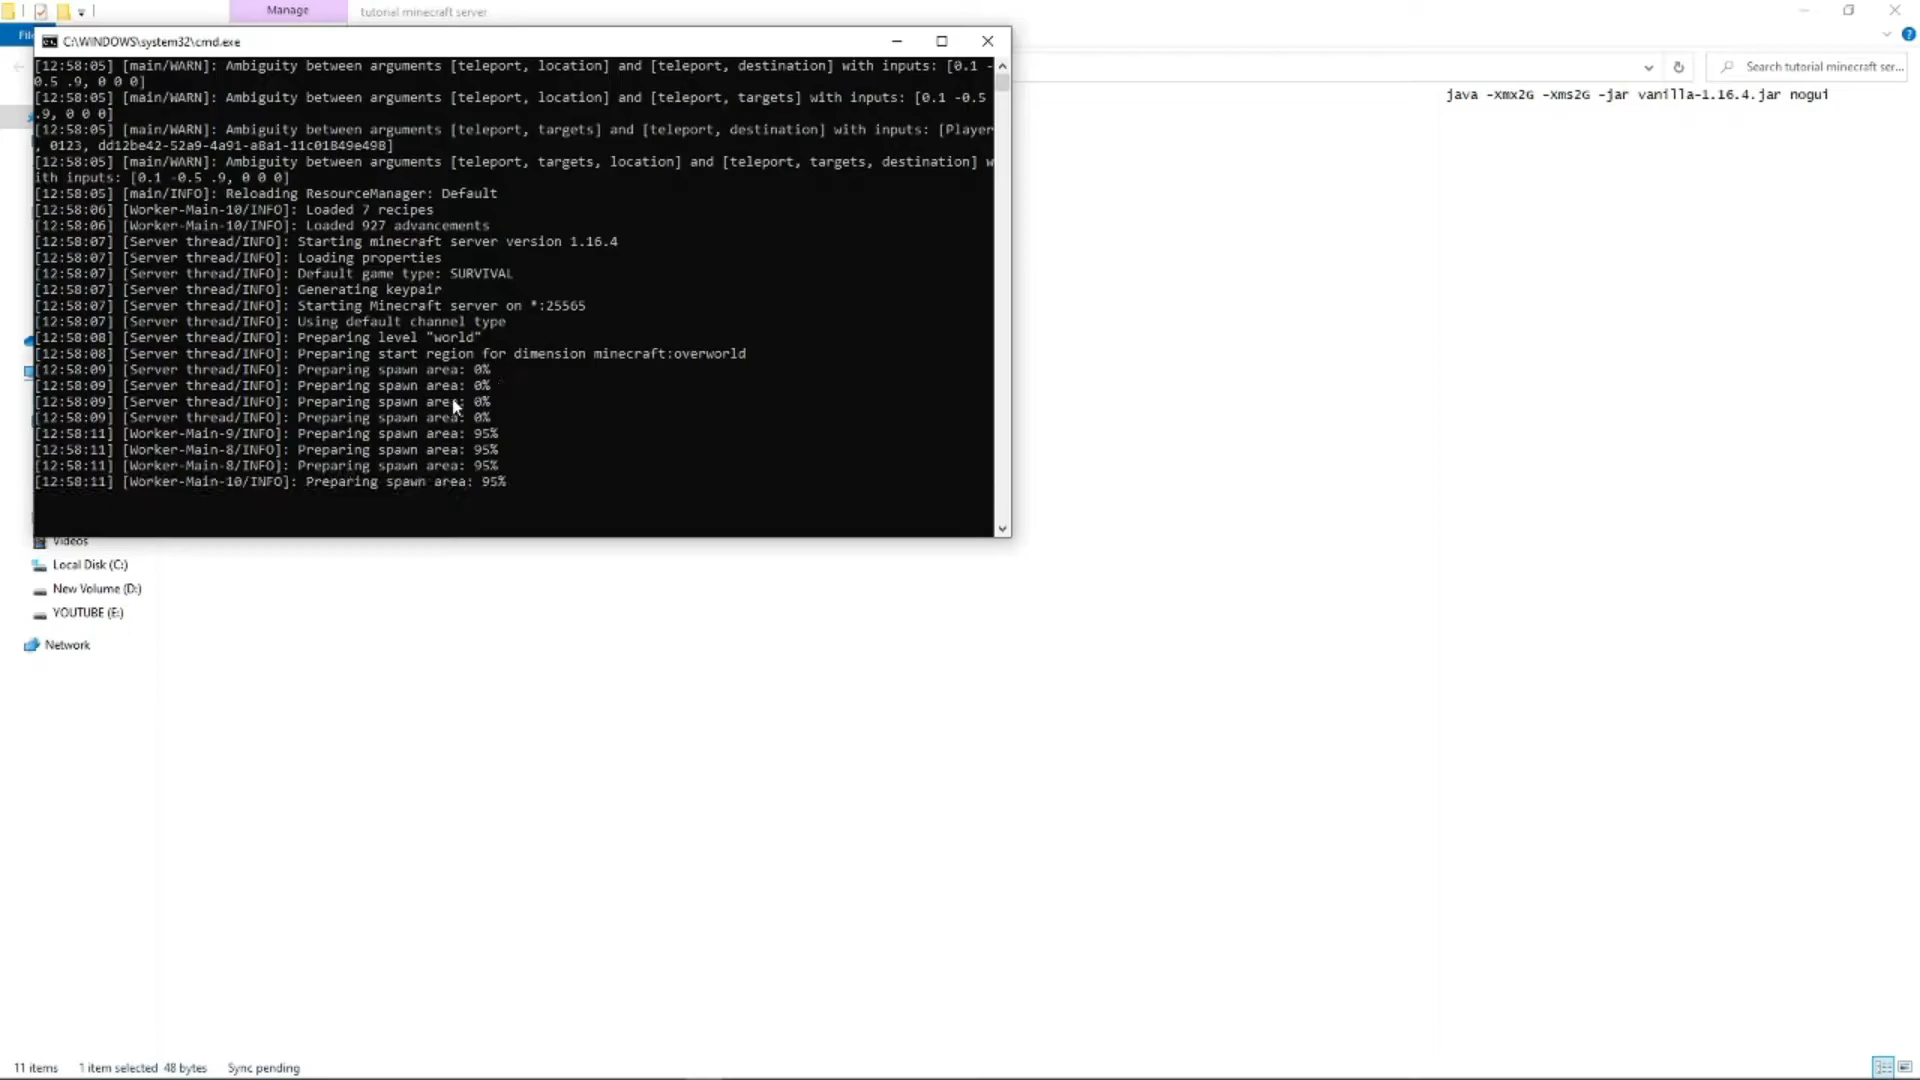 Manage
tutorial minecraft server
C:\WINDOWS\system32\cmd.exe
Search tutorial minecraft ser...
java -Xmx2G -Xms2G -jar vanilla-1.16.4.jar nogui
[12:58:05] [main/WARN]: Ambiguity between arguments [teleport, location] and [teleport, destination] with inputs: [0.1 -
0.5 .9, 0 0 0]
[12:58:05] [main/WARN]: Ambiguity between arguments [teleport, location] and [teleport, targets] with inputs: [0.1 -0.5
.9, 0 0 0]
[12:58:05] [main/WARN]: Ambiguity between arguments [teleport, targets] and [teleport, destination] with inputs: [Player
, 0123, dd12be42-52a9-4a91-a8a1-11c01849e498]
[12:58:05] [main/WARN]: Ambiguity between arguments [teleport, targets, location] and [teleport, targets, destination] w
ith inputs: [0.1 -0.5 .9, 0 0 0]
[12:58:05] [main/INFO]: Reloading ResourceManager: Default
[12:58:06] [Worker-Main-10/INFO]: Loaded 7 recipes
[12:58:06] [Worker-Main-10/INFO]: Loaded 927 advancements
[12:58:07] [Server thread/INFO]: Starting minecraft server version 1.16.4
[12:58:07] [Server thread/INFO]: Loading properties
[12:58:07] [Server thread/INFO]: Default game type: SURVIVAL
[12:58:07] [Server thread/INFO]: Generating keypair
[12:58:07] [Server thread/INFO]: Starting Minecraft server on *:25565
[12:58:07] [Server thread/INFO]: Using default channel type
[12:58:08] [Server thread/INFO]: Preparing level "world"
[12:58:08] [Server thread/INFO]: Preparing start region for dimension minecraft:overworld
[12:58:09] [Server thread/INFO]: Preparing spawn area: 0%
[12:58:09] [Server thread/INFO]: Preparing spawn area: 0%
[12:58:09] [Server thread/INFO]: Preparing spawn area: 0%
[12:58:09] [Server thread/INFO]: Preparing spawn area: 0%
[12:58:11] [Worker-Main-9/INFO]: Preparing spawn area: 95%
[12:58:11] [Worker-Main-8/INFO]: Preparing spawn area: 95%
[12:58:11] [Worker-Main-8/INFO]: Preparing spawn area: 95%
[12:58:11] [Worker-Main-10/INFO]: Preparing spawn area: 95%
Videos
Local Disk (C:)
New Volume (D:)
YOUTUBE (E:)
Network
11 items 1 item selected 48 bytes Sync pending